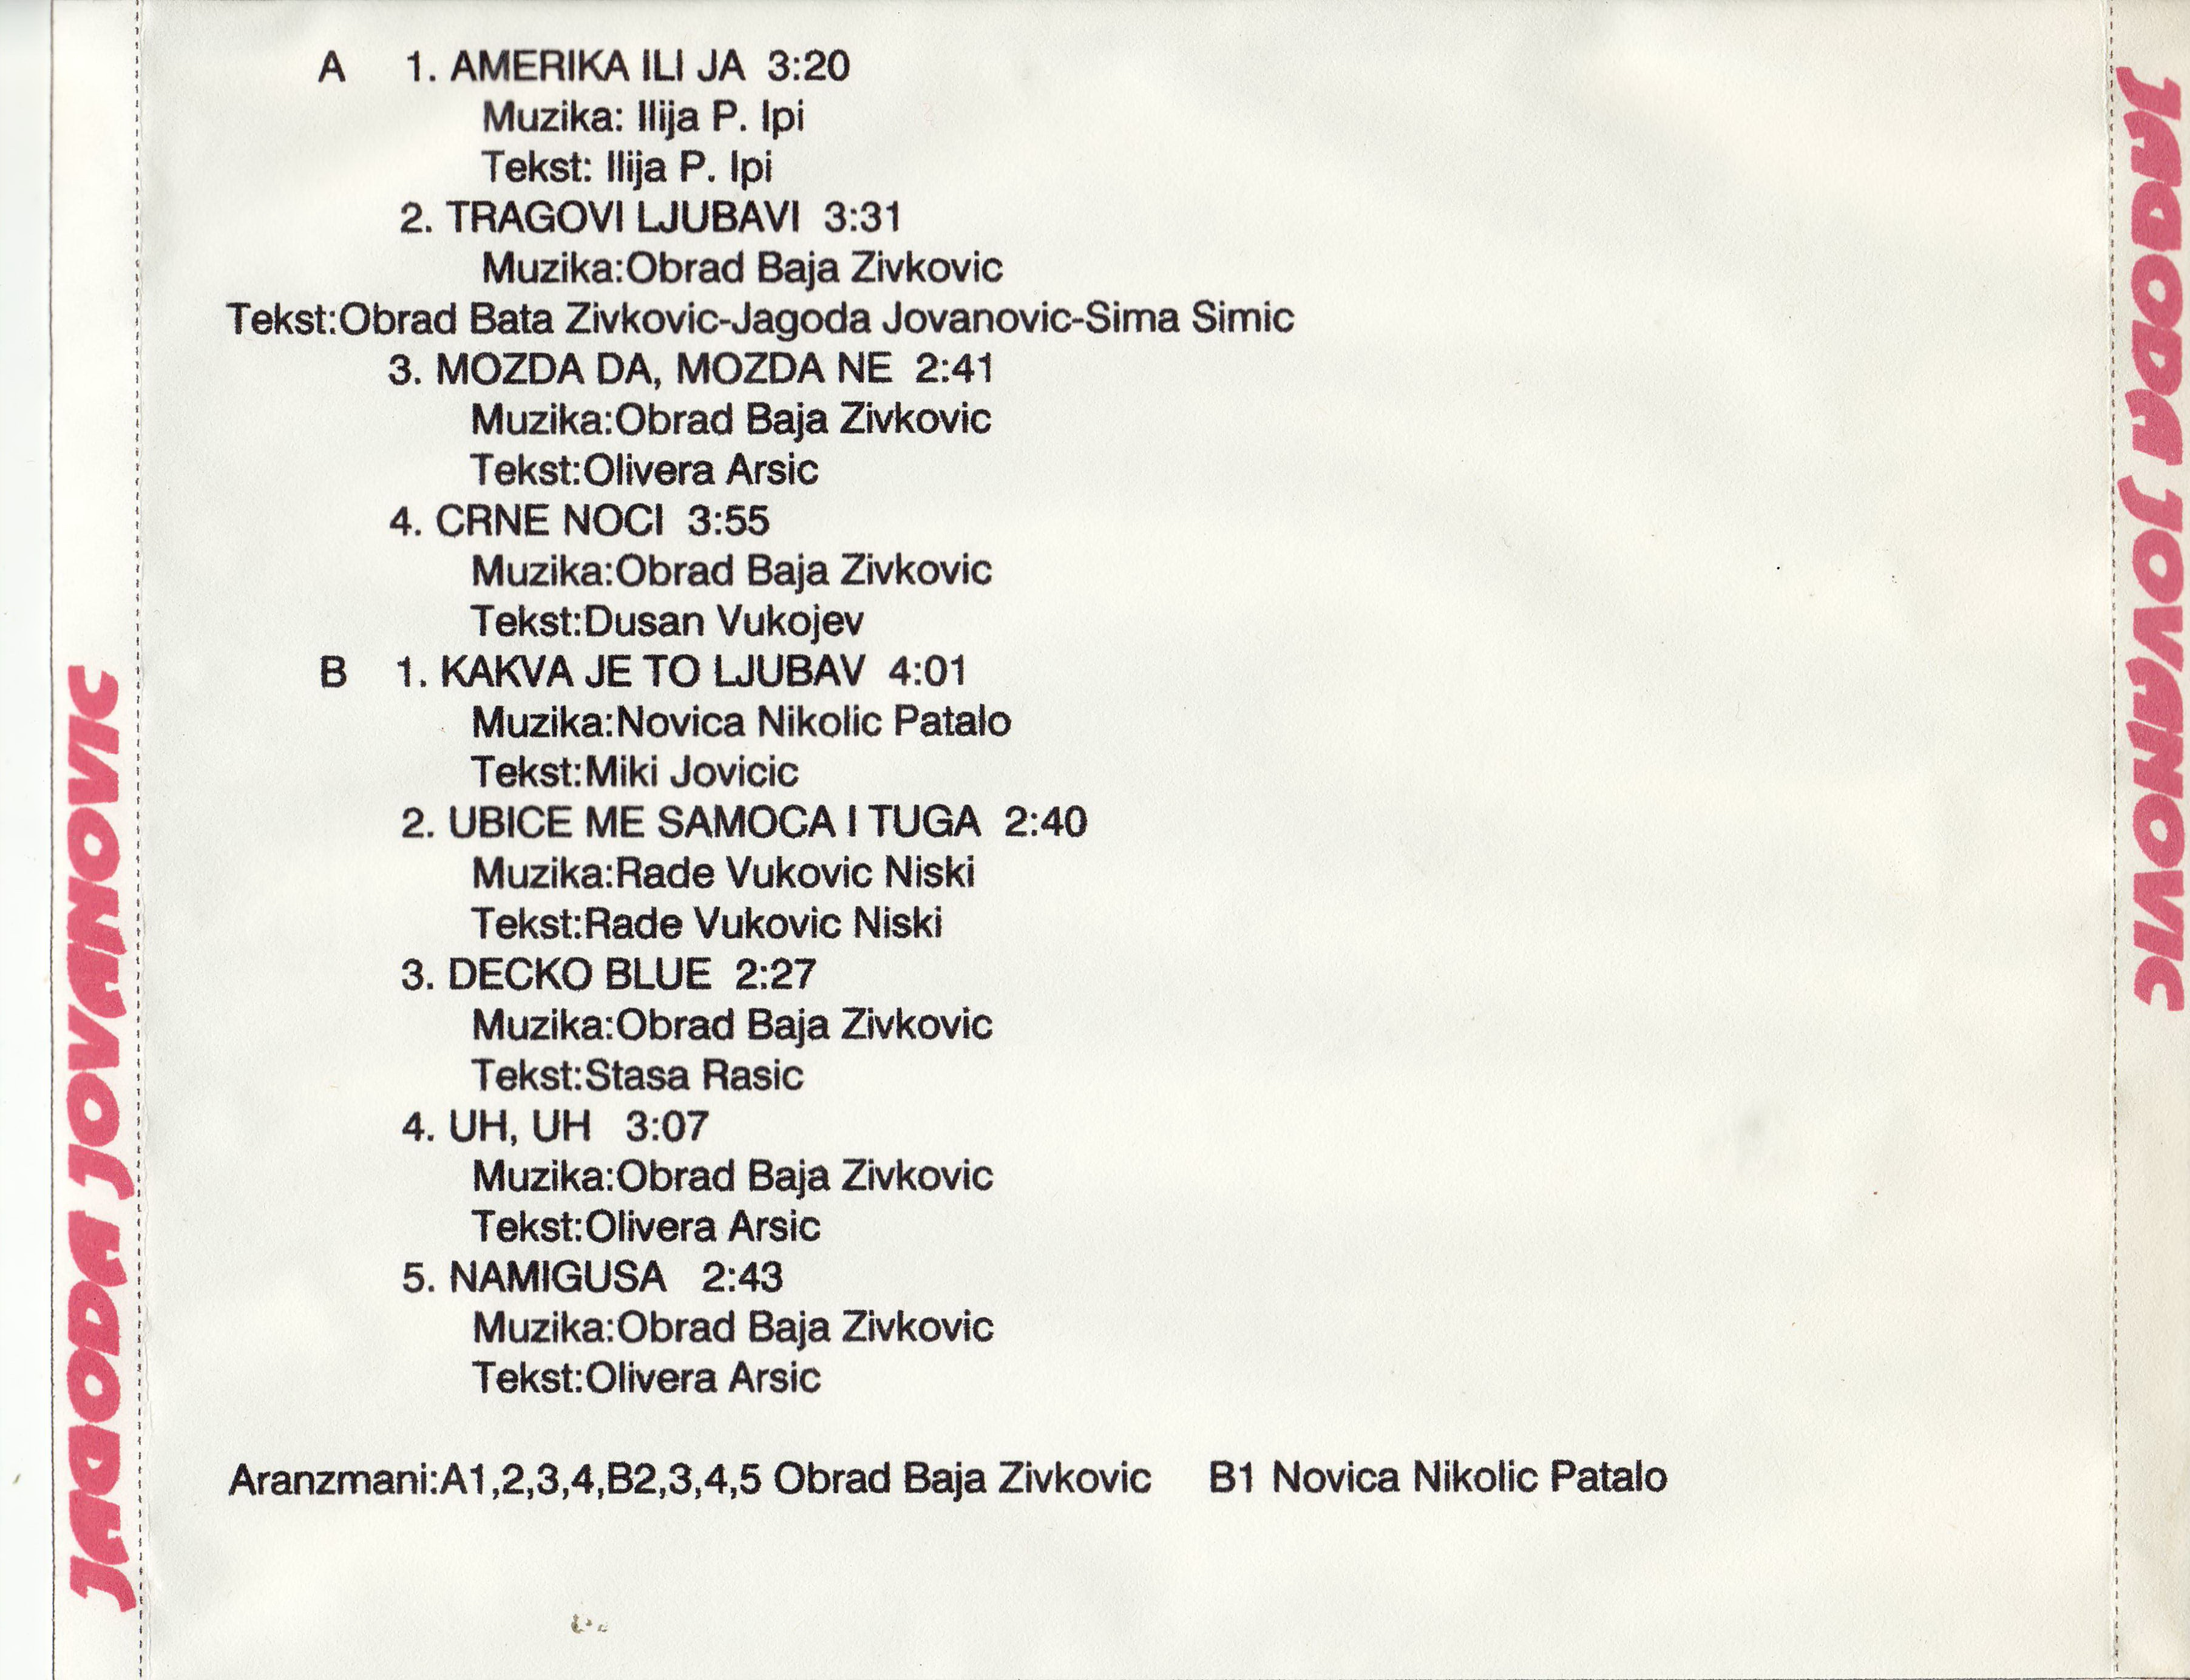 A 1. AMERIKA ILI JA 3:20
Muzika: Ilija P. Ipi
Tekst: Ilija P. Ipi
2. TRAGOVI LJUBAVI 3:31
Muzika:Obrad Baja Zivkovic
Tekst:Obrad Bata Zivkovic-Jagoda Jovanovic-Sima Simic
3. MOZDA DA, MOZDA NE 2:41
Muzika:Obrad Baja Zivkovic
Tekst:Olivera Arsic
4. CRNE NOCI 3:55
Muzika:Obrad Baja Zivkovic
Tekst:Dusan Vukojev
B 1. KAKVA JE TO LJUBAV 4:01
Muzika:Novica Nikolic Patalo
Tekst:Miki Jovicic
2. UBICE ME SAMOCA I TUGA 2:40
Muzika:Rade Vukovic Niski
Tekst:Rade Vukovic Niski
3. DECKO BLUE 2:27
Muzika:Obrad Baja Zivkovic
Tekst:Stasa Rasic
4. UH, UH 3:07
Muzika:Obrad Baja Zivkovic
Tekst:Olivera Arsic
5. NAMIGUSA 2:43
Muzika:Obrad Baja Zivkovic
Tekst:Olivera Arsic
Aranzmani:A1,2,3,4,B2,3,4,5 Obrad Baja Zivkovic B1 Novica Nikolic Patalo
JAGODA JOVANOVIC
JAGODA JOVANOVIC